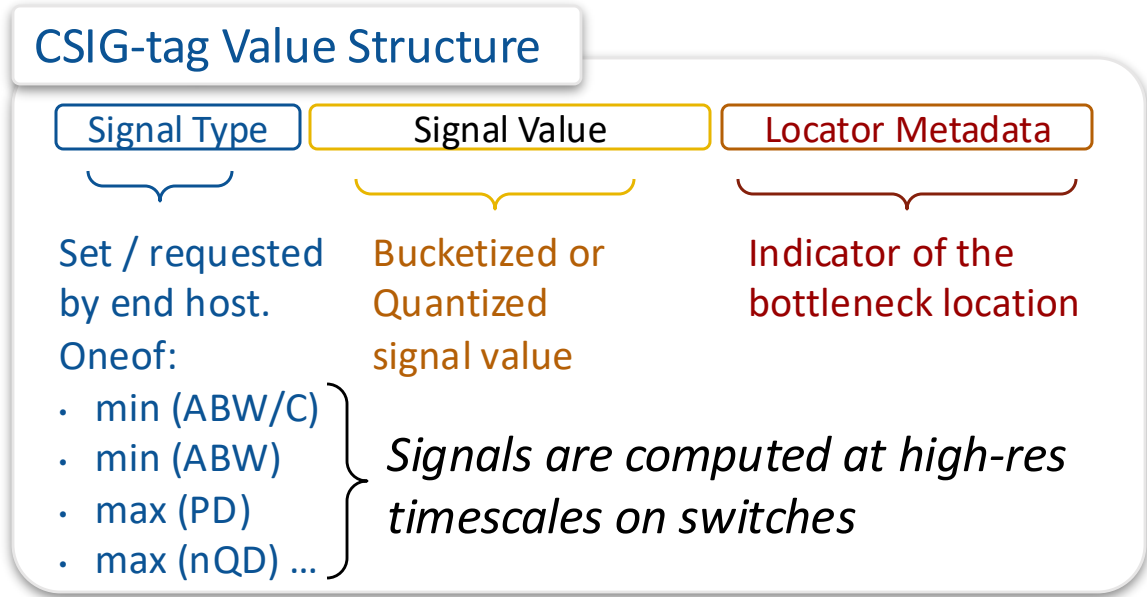 CSIG-tag Value Structure
Signal Type
Signal Value
Locator Metadata
Set / requested
by end host.
Oneof:
• min (ABW/C)
• min (ABW)
• max (PD)
• max (nQD) ...
Bucketized or
Quantized
signal value
Indicator of the
bottleneck location
Signals are computed at high-res
timescales on switches